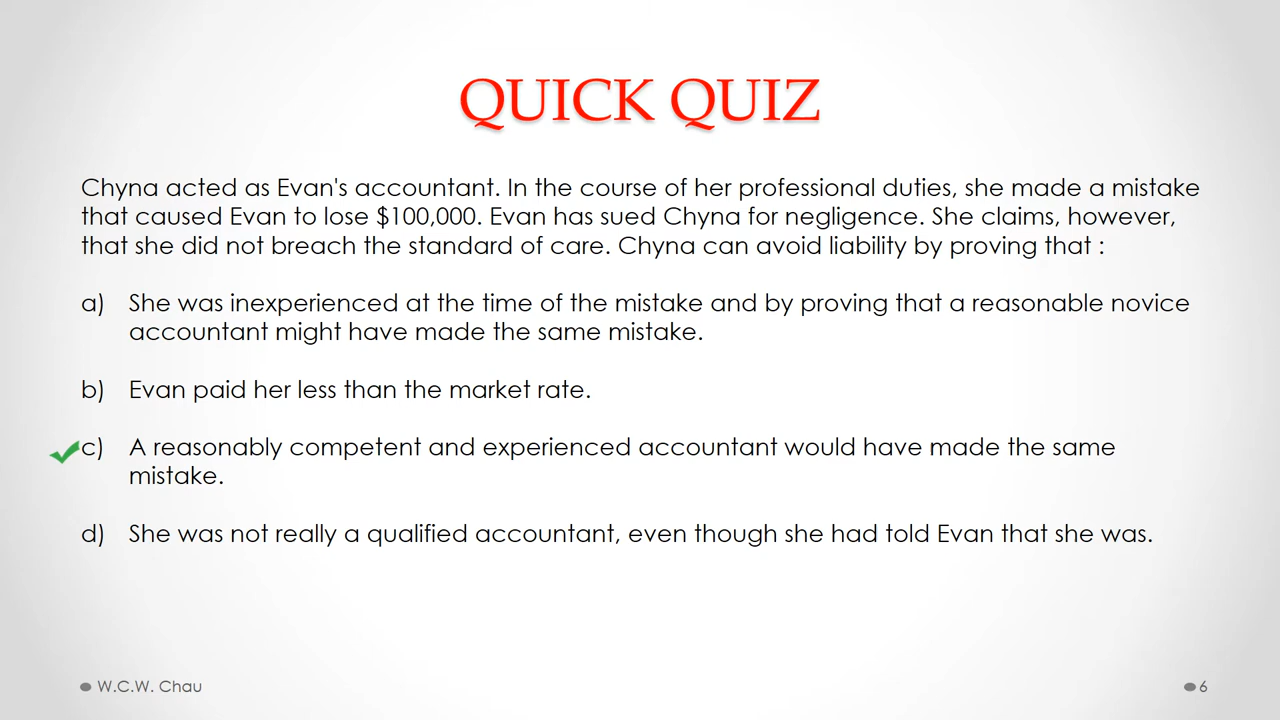 QUICK QUIZ
Chyna acted as Evan's accountant. In the course of her professional duties, she made a mistake
that caused Evan to lose $100,000. Evan has sued Chyna for negligence. She claims, however,
that she did not breach the standard of care. Chyna can avoid liability by proving that :
a) She was inexperienced at the time of the mistake and by proving that a reasonable novice
accountant might have made the same mistake.
b) Evan paid her less than the market rate.
c) A reasonably competent and experienced accountant would have made the same
mistake.
d) She was not really a qualified accountant, even though she had told Evan that she was.
W.C.W. Chau
6